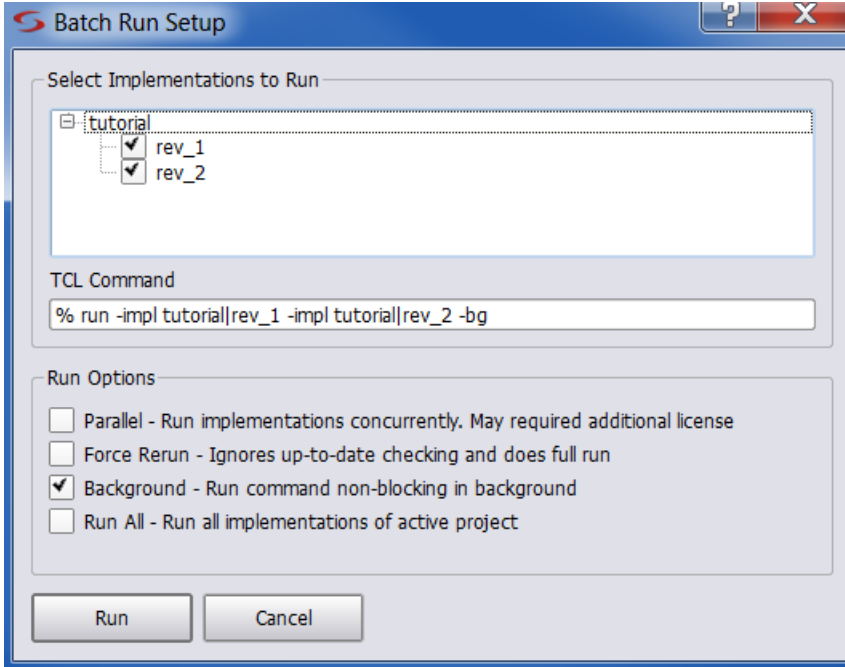 Batch Run Setup
?
X
Select Implementations to Run
tutorial
rev_1
rev_2
TCL Command
% run -impl tutorial|rev_1 -impl tutorial|rev_2 -bg
Run Options
Parallel - Run implementations concurrently. May required additional license
Force Rerun - Ignores up-to-date checking and does full run
Background - Run command non-blocking in background
Run All - Run all implementations of active project
Run
Cancel